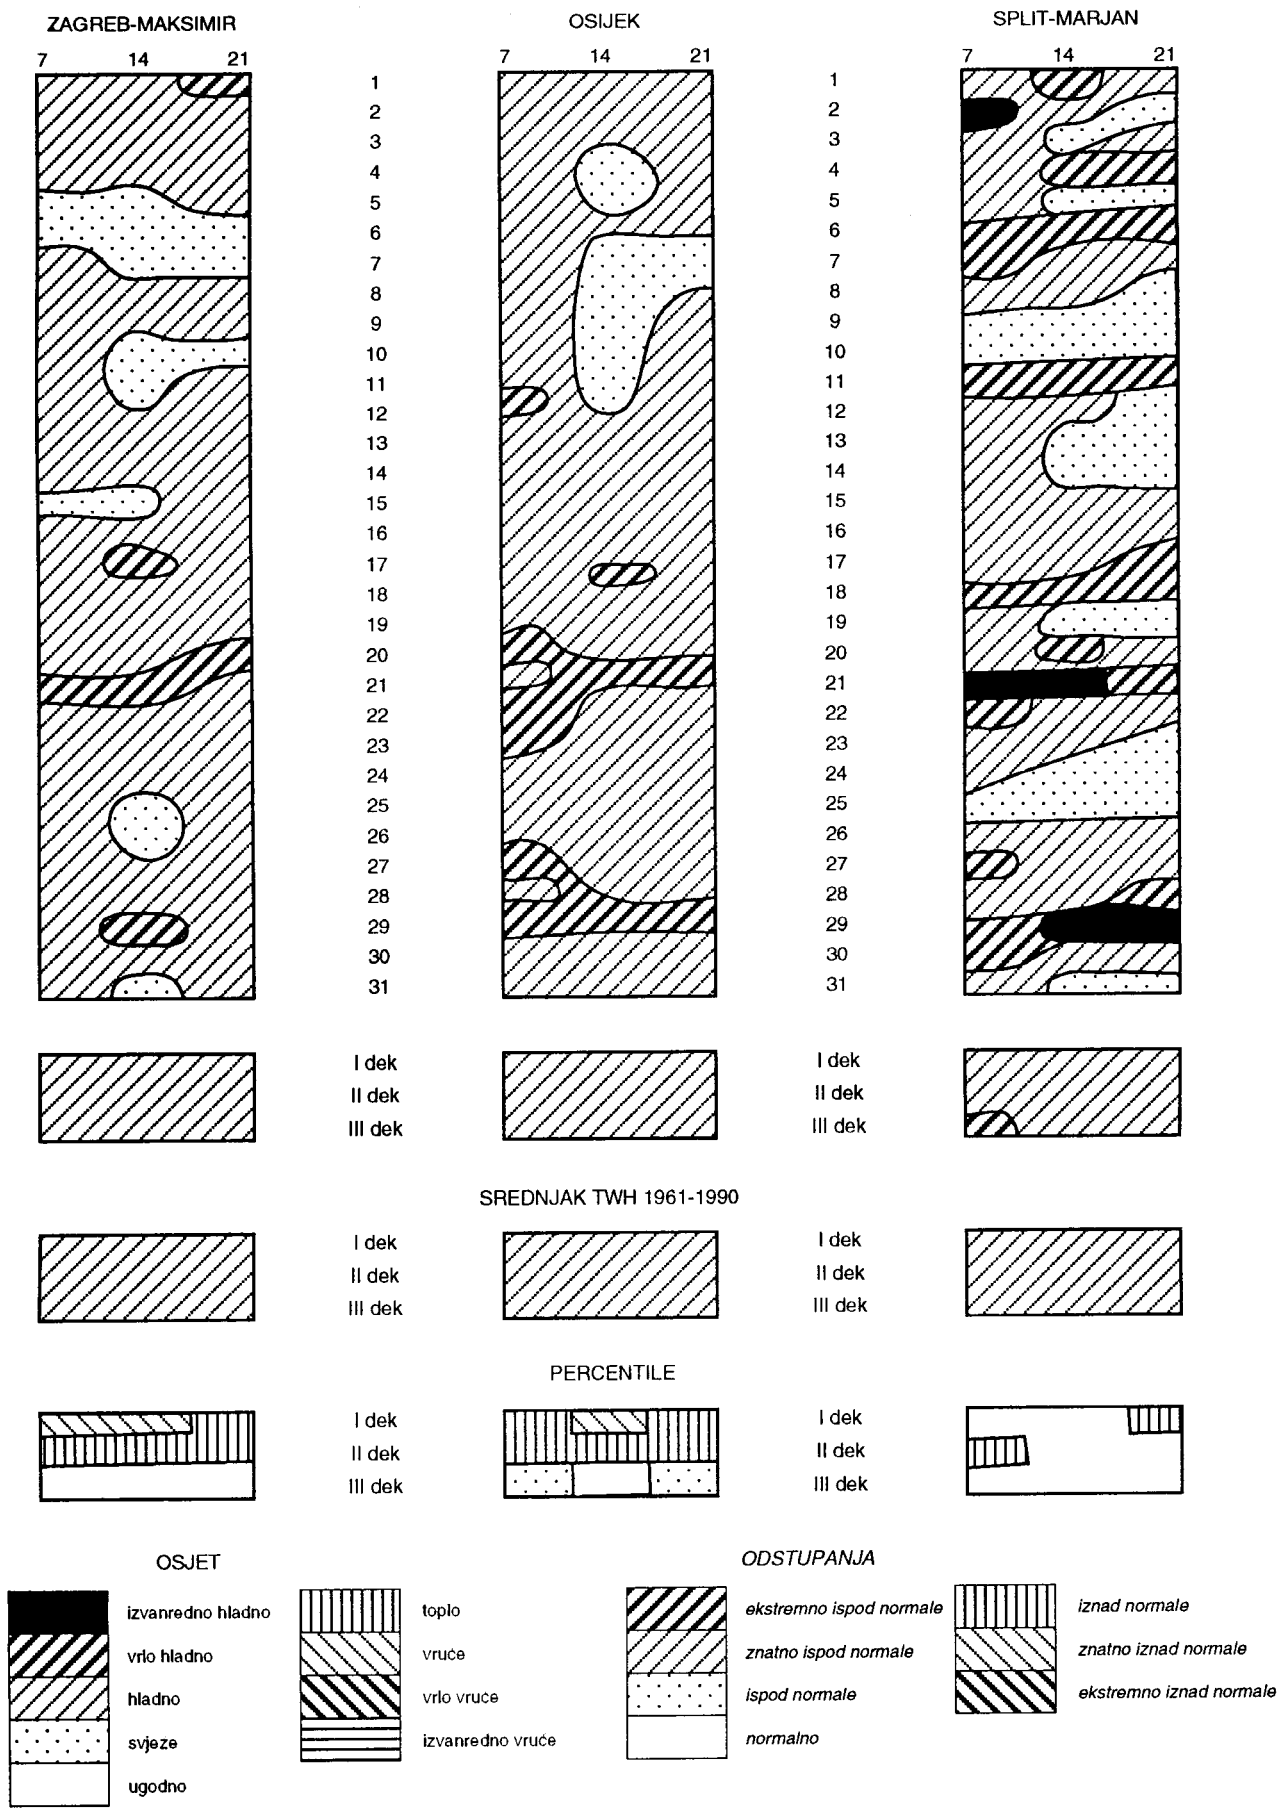 ZAGREB-MAKSIMIR OSIJEK SPLIT-MARJAN
7 14 21 7 14 21 7 14 21
1 1
2 2
3 3
4 4
5 5
6 6
7 7
8 8
9 9
10 10
11 11
12 12
13 13
14 14
15 15
16 16
17 17
18 18
19 19
20 20
21 21
22 22
23 23
24 24
25 25
26 26
27 27
28 28
29 29
30 30
31 31
I dek I dek
II dek II dek
III dek III dek
SREDNJAK TWH 1961-1990
I dek I dek
II dek II dek
III dek III dek
PERCENTILE
I dek I dek
II dek II dek
III dek III dek
OSJET ODSTUPANJA
izvanredno hladno toplo ekstremno ispod normale iznad normale
vrlo hladno vruće znatno ispod normale znatno iznad normale
hladno vrlo vruće ispod normale ekstremno iznad normale
svjeze izvanredno vruće normalno
ugodno